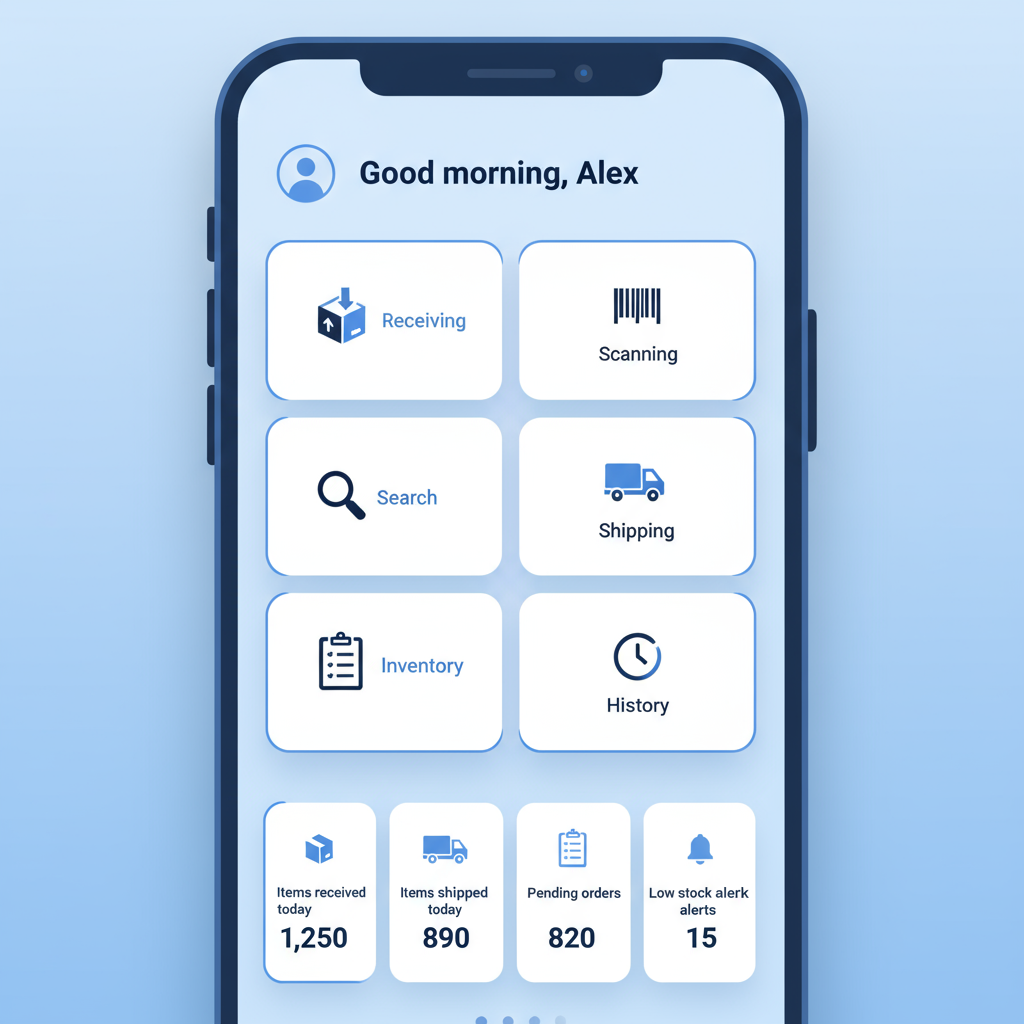 Good morning, Alex
Receiving
Scanning
Search
Shipping
Inventory
History
Items received
today
1,250
Items shipped
today
890
Pending orders
820
Low stock alerk
alerts
15